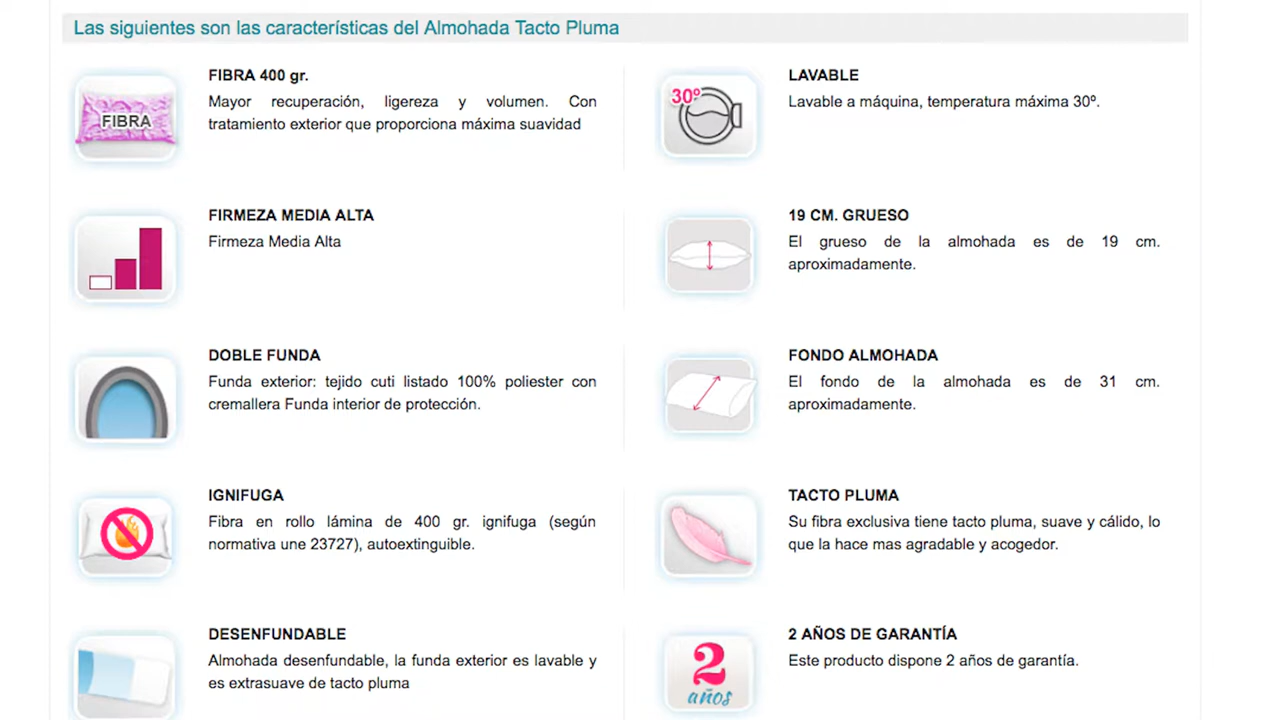 Las siguientes son las características del Almohada Tacto Pluma
FIBRA
FIBRA 400 gr.
Mayor recuperación, ligereza y volumen. Con
tratamiento exterior que proporciona máxima suavidad
30º
LAVABLE
Lavable a máquina, temperatura máxima 30º.
FIRMEZA MEDIA ALTA
Firmeza Media Alta
19 CM. GRUESO
El grueso de la almohada es de 19 cm.
aproximadamente.
DOBLE FUNDA
Funda exterior: tejido cuti listado 100% poliester con
cremallera Funda interior de protección.
FONDO ALMOHADA
El fondo de la almohada es de 31 cm.
aproximadamente.
IGNIFUGA
Fibra en rollo lámina de 400 gr. ignifuga (según
normativa une 23727), autoextinguible.
TACTO PLUMA
Su fibra exclusiva tiene tacto pluma, suave y cálido, lo
que la hace mas agradable y acogedor.
DESENFUNDABLE
Almohada desenfundable, la funda exterior es lavable y
es extrasuave de tacto pluma
2
años
2 AÑOS DE GARANTÍA
Este producto dispone 2 años de garantía.